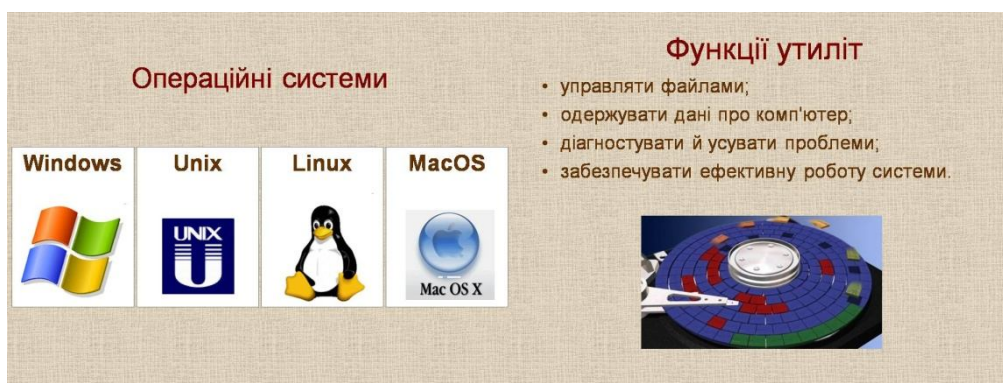 Операційні системи
Windows
Unix
Linux
MacOS
UNIX
Mac OS X
Функції утиліт
• управляти файлами;
• одержувати дані про комп'ютер;
• діагностувати й усувати проблеми;
• забезпечувати ефективну роботу системи.